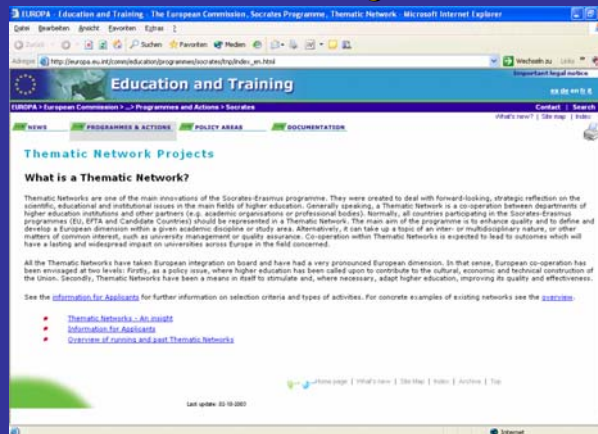 EUROPA - Education and Training - The European Commission, Socrates Programme, Thematic Network - Microsoft Internet Explorer
Datei Bearbeiten Ansicht Favoriten Extras ?
Zurück Suchen Favoriten Medien
Adresse http://europa.eu.int/comm/education/programmes/socrates/tnp/index_en.html Wechseln zu Links
Important legal notice
Education and Training
es de en fr it
EUROPA > European Commission > ...> Programmes and Actions > Socrates Contact | Search
What's new? | Site map | Index
NEWS PROGRAMMES & ACTIONS POLICY AREAS DOCUMENTATION
Thematic Network Projects
What is a Thematic Network?
Thematic Networks are one of the main innovations of the Socrates-Erasmus programme. They were created to deal with forward-looking, strategic reflection on the
scientific, educational and institutional issues in the main fields of higher education. Generally speaking, a Thematic Network is a co-operation between departments of
higher education institutions and other partners (e.g. academic organisations or professional bodies). Normally, all countries participating in the Socrates-Erasmus
programmes (EU, EFTA and Candidate Countries) should be represented in a Thematic Network. The main aim of the programme is to enhance quality and to define and
develop a European dimension within a given academic discipline or study area. Alternatively, it can take up a topic of an inter- or multidisciplinary nature, or other
matters of common interest, such as university management or quality assurance. Co-operation within Thematic Networks is expected to lead to outcomes which will
have a lasting and widespread impact on universities across Europe in the field concerned.
All the Thematic Networks have taken European integration on board and have had a very pronounced European dimension. In that sense, European co-operation has
been envisaged at two levels: Firstly, as a policy issue, where higher education has been called upon to contribute to the cultural, economic and technical construction of
the Union. Secondly, Thematic Networks have been a means in itself to stimulate and, where necessary, adapt higher education, improving its quality and effectiveness.
See the information for Applicants for further information on selection criteria and types of activities. For concrete examples of existing networks see the overview.
Thematic Networks - An insight
Information for Applicants
Overview of running and past Thematic Networks
Home page | What's new | Site Map | Index | Archive | Top
Last update: 03-10-2003
Internet